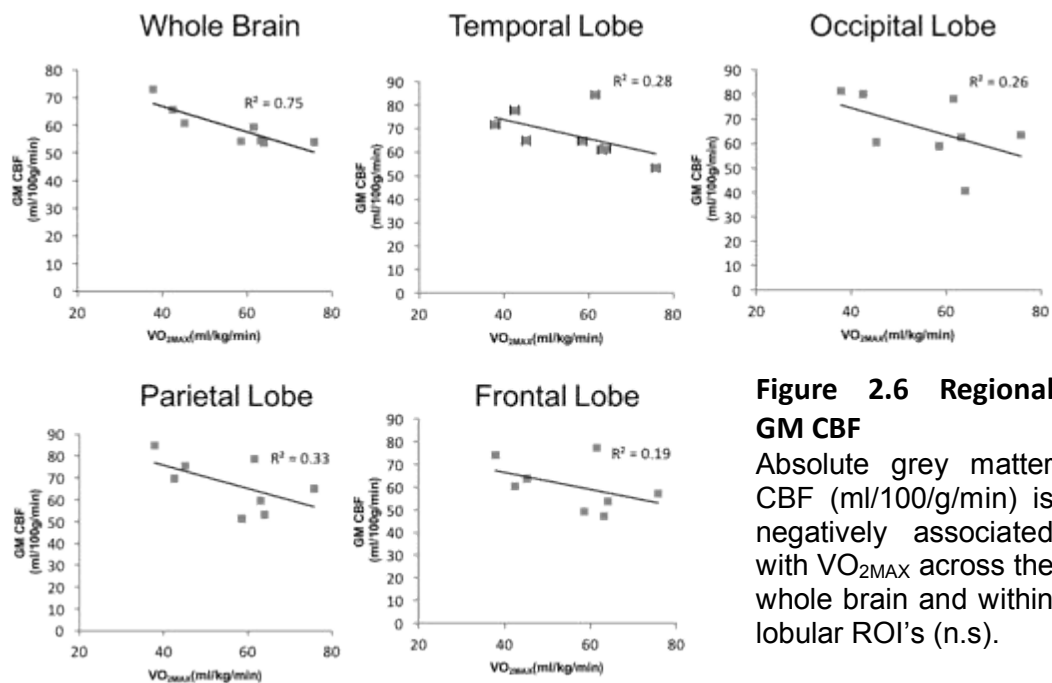 Whole Brain
80
70
60
50
40
30
20
10
0
GM CBF
(ml/100g/min)
R² = 0.75
20 40 60 80
VO2MAX(ml/kg/min)
Temporal Lobe
90
80
70
60
50
40
30
20
10
0
GM CBF
(ml/100g/min)
R² = 0.28
20 40 60 80
VO2MAX(ml/kg/min)
Occipital Lobe
90
80
70
60
50
40
30
20
10
0
GM CBF
(ml/100g/min)
R² = 0.26
20 40 60 80
VO2MAX(ml/kg/min)
Parietal Lobe
90
80
70
60
50
40
30
20
10
0
GM CBF
(ml/100g/min)
R² = 0.33
20 40 60 80
VO2MAX(ml/kg/min)
Frontal Lobe
90
80
70
60
50
40
30
20
10
0
GM CBF
(ml/100g/min)
R² = 0.19
20 40 60 80
VO2MAX(ml/kg/min)
Figure 2.6 Regional
GM CBF
Absolute grey matter
CBF (ml/100/g/min) is
negatively associated
with VO2MAX across the
whole brain and within
lobular ROI's (n.s).